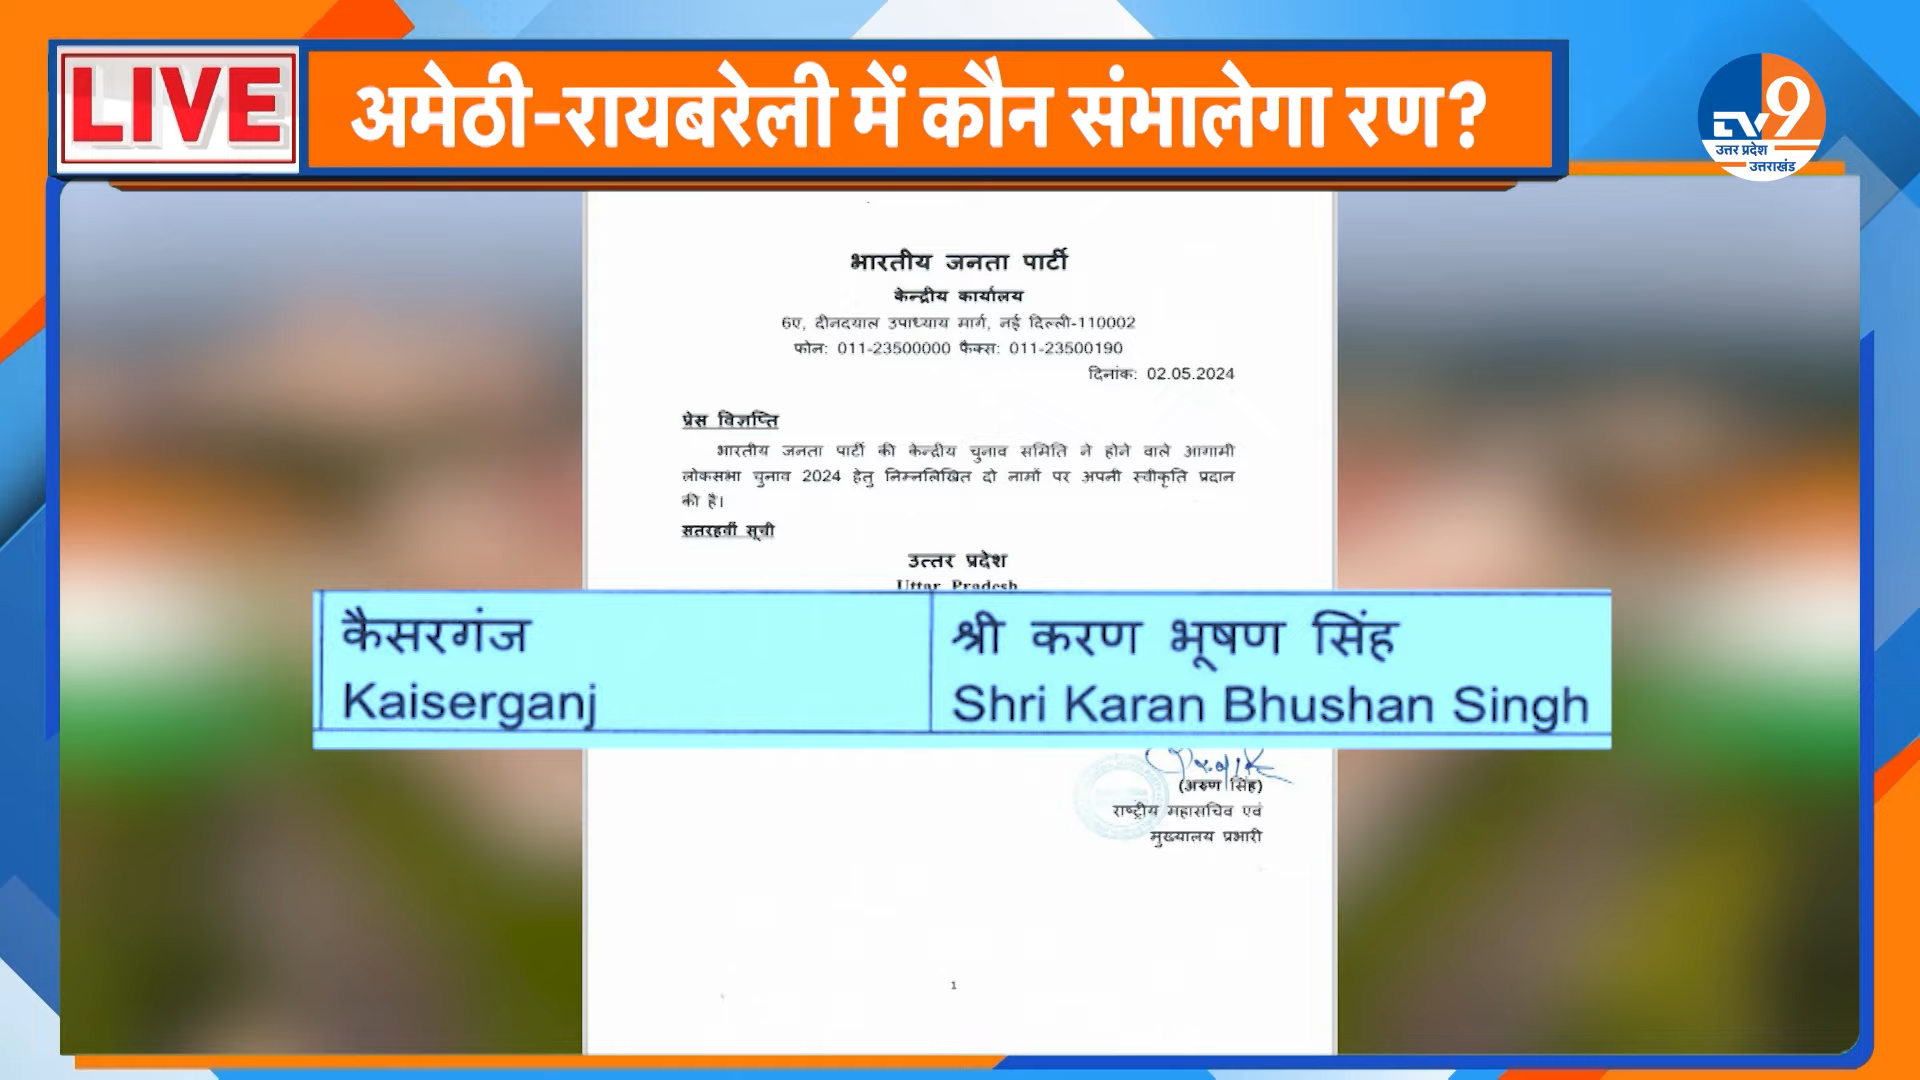 LIVE
अमेठी-रायबरेली में कौन संभालेगा रण?
TV9
उत्तर प्रदेश
उत्तराखंड
भारतीय जनता पार्टी
केन्द्रीय कार्यालय
6ए, दीनदयाल उपाध्याय मार्ग, नई दिल्ली-110002
फोन: 011-23500000 फैक्स: 011-23500190
दिनांक: 02.05.2024
प्रेस विज्ञप्ति
भारतीय जनता पार्टी की केन्द्रीय चुनाव समिति ने होने वाले आगामी
लोकसभा चुनाव 2024 हेतु निम्नलिखित दो नामों पर अपनी स्वीकृति प्रदान
की है।
सतरहवीं सूची
उत्तर प्रदेश
Uttar Pradesh
कैसरगंज
श्री करण भूषण सिंह
Kaiserganj
Shri Karan Bhushan Singh
(अरुण सिंह)
राष्ट्रीय महासचिव एवं
मुख्यालय प्रभारी
1